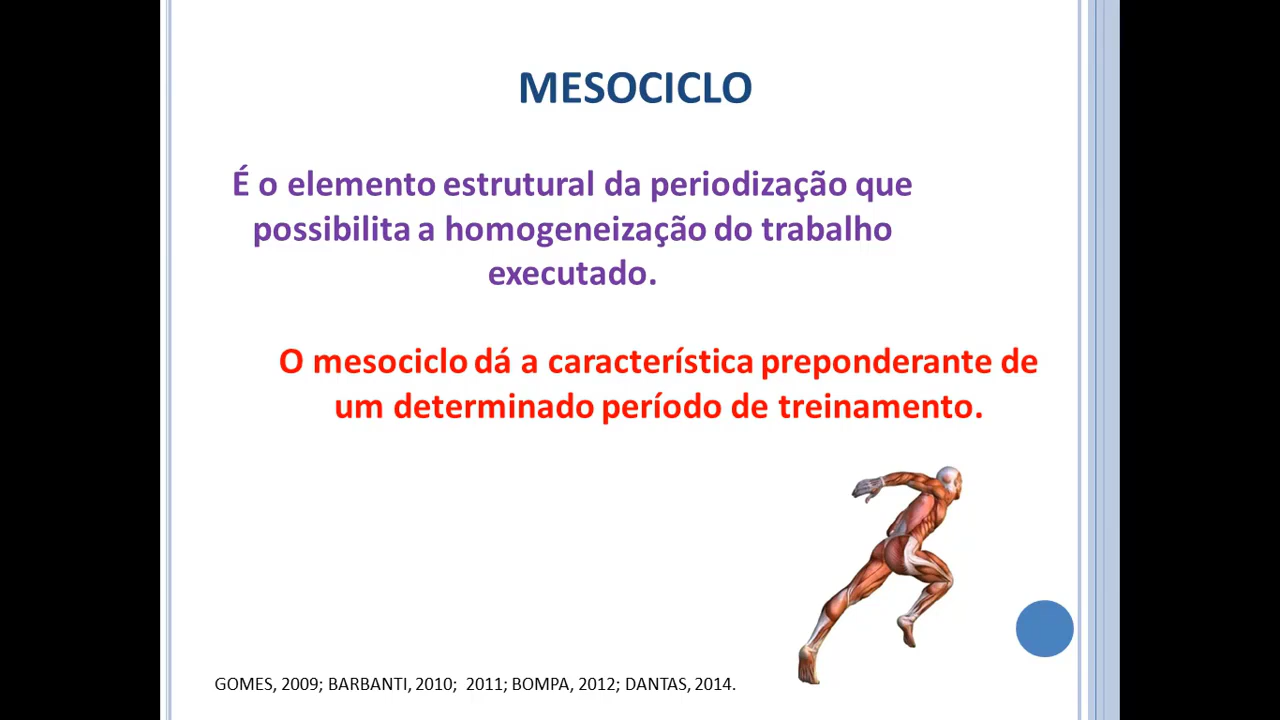 MESOCICLO
É o elemento estrutural da periodização que
possibilita a homogeneização do trabalho
executado.
O mesociclo dá a característica preponderante de
um determinado período de treinamento.
GOMES, 2009; BARBANTI, 2010;  2011; BOMPA, 2012; DANTAS, 2014.